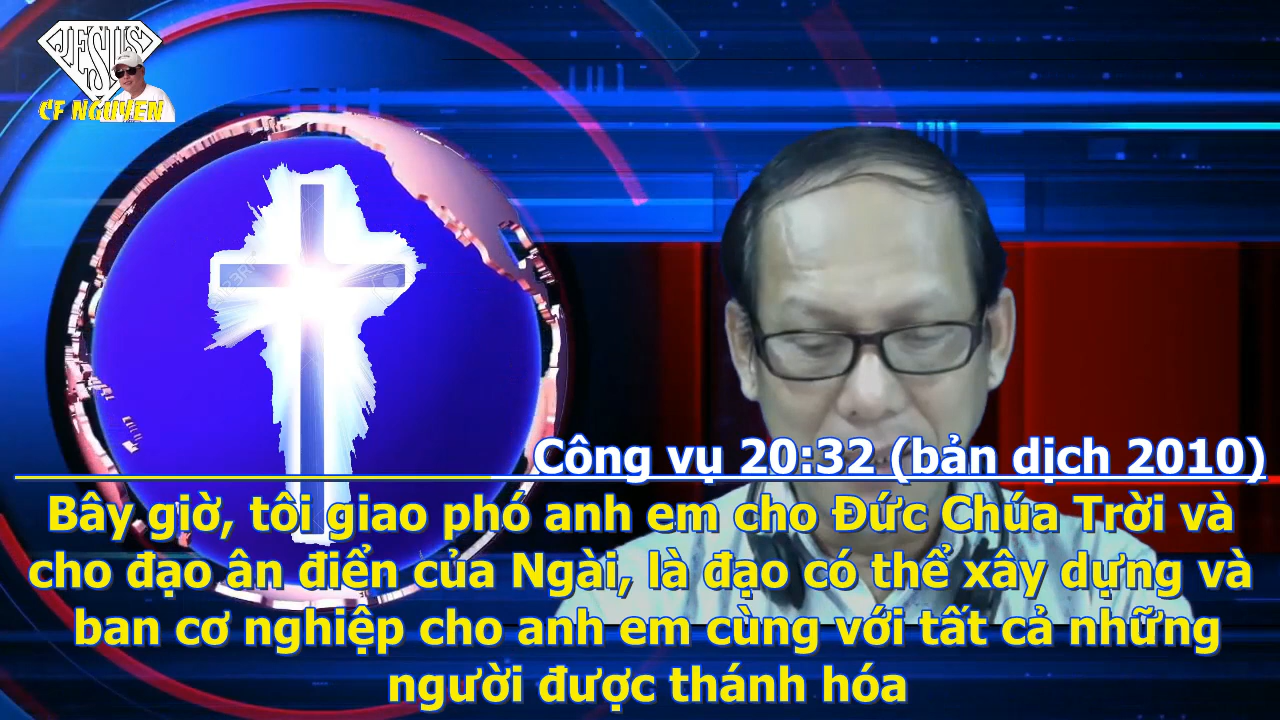 JESUS
CF NGUYEN
123RF
Công vụ 20:32 (bản dịch 2010)
Bây giờ, tôi giao phó anh em cho Đức Chúa Trời và
cho đạo ân điển của Ngài, là đạo có thể xây dựng và
ban cơ nghiệp cho anh em cùng với tất cả những
người được thánh hóa